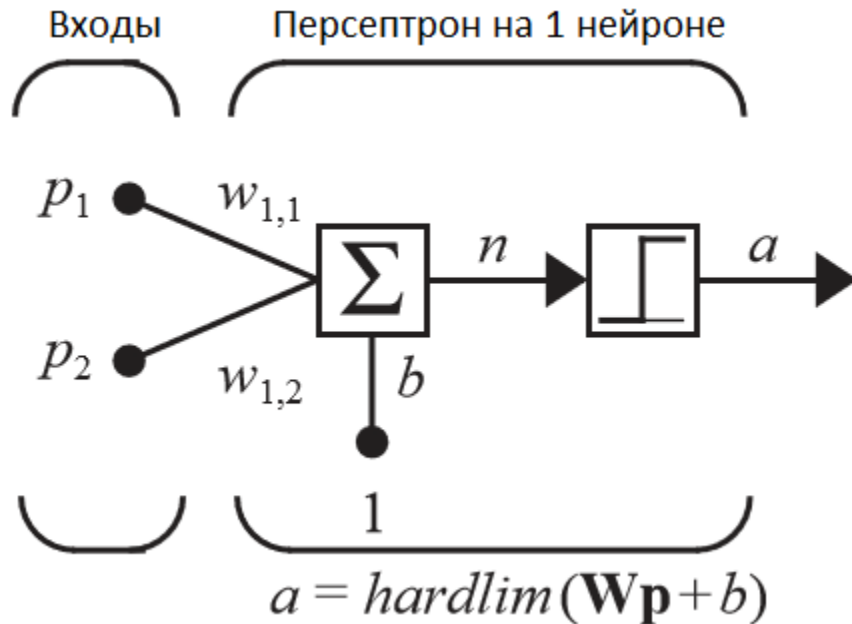 Входы
Персептрон на 1 нейроне
p₁
w₁,₁
Σ
n
a
p₂
w₁,₂
b
1
a = hardlim(Wp + b)